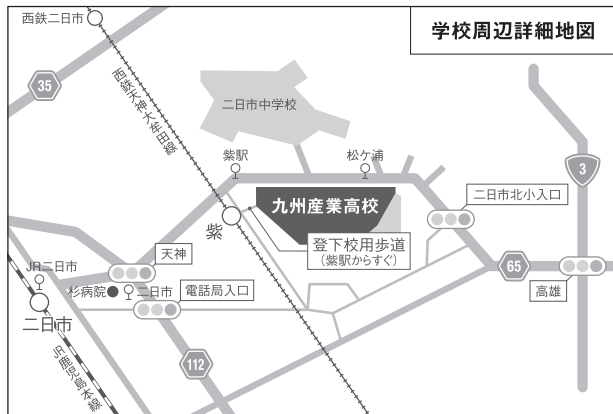 学校周辺詳細地図
西鉄二日市
35
西鉄天神大牟田線
二日市中学校
3
紫駅
松ケ浦
九州産業高校
二日市北小入口
紫
登下校用歩道
(紫駅からすぐ)
天神
65
JR二日市
杉病院
二日市
電話局入口
高雄
二日市
112
JR鹿児島本線